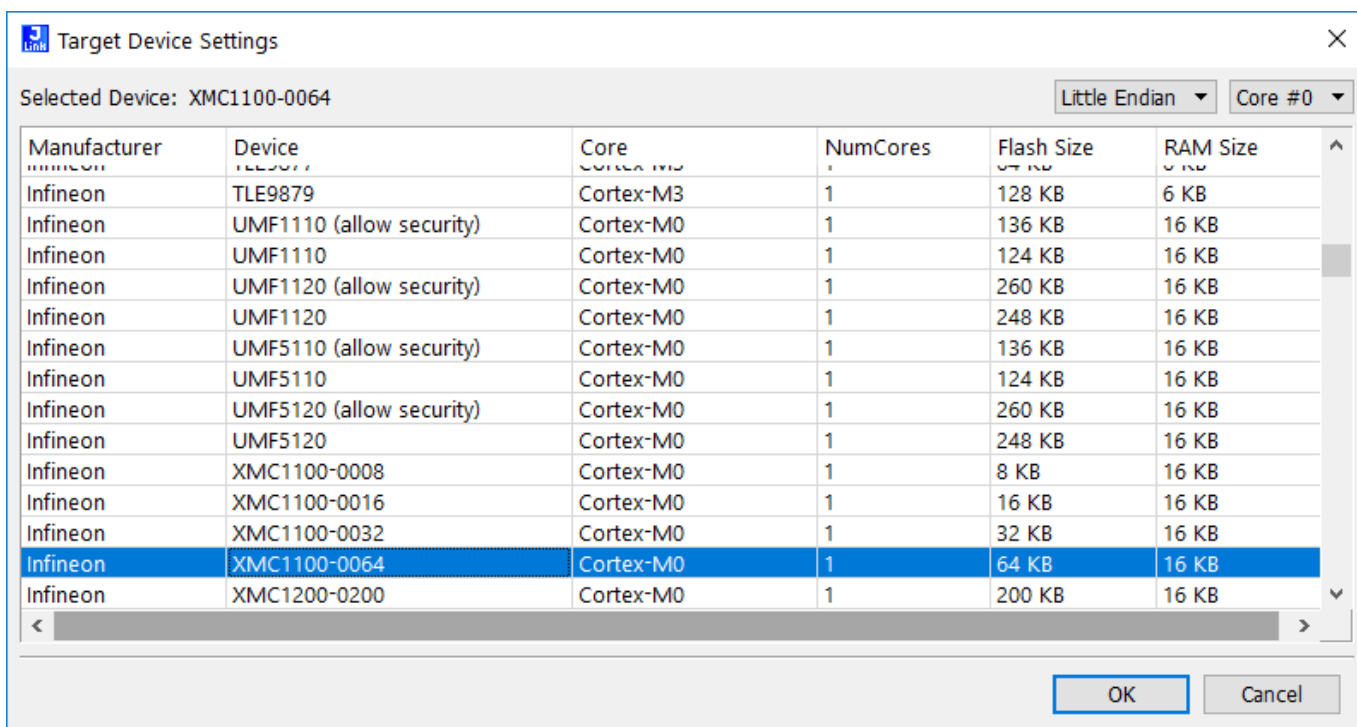 J-Link Target Device Settings
Selected Device: XMC1100-0064 Little Endian Core #0
Manufacturer Device Core NumCores Flash Size RAM Size
Infineon TLE9879 Cortex-M3 1 128 KB 6 KB
Infineon UMF1110 (allow security) Cortex-M0 1 136 KB 16 KB
Infineon UMF1110 Cortex-M0 1 124 KB 16 KB
Infineon UMF1120 (allow security) Cortex-M0 1 260 KB 16 KB
Infineon UMF1120 Cortex-M0 1 248 KB 16 KB
Infineon UMF5110 (allow security) Cortex-M0 1 136 KB 16 KB
Infineon UMF5110 Cortex-M0 1 124 KB 16 KB
Infineon UMF5120 (allow security) Cortex-M0 1 260 KB 16 KB
Infineon UMF5120 Cortex-M0 1 248 KB 16 KB
Infineon XMC1100-0008 Cortex-M0 1 8 KB 16 KB
Infineon XMC1100-0016 Cortex-M0 1 16 KB 16 KB
Infineon XMC1100-0032 Cortex-M0 1 32 KB 16 KB
Infineon XMC1100-0064 Cortex-M0 1 64 KB 16 KB
Infineon XMC1200-0200 Cortex-M0 1 200 KB 16 KB
OK Cancel